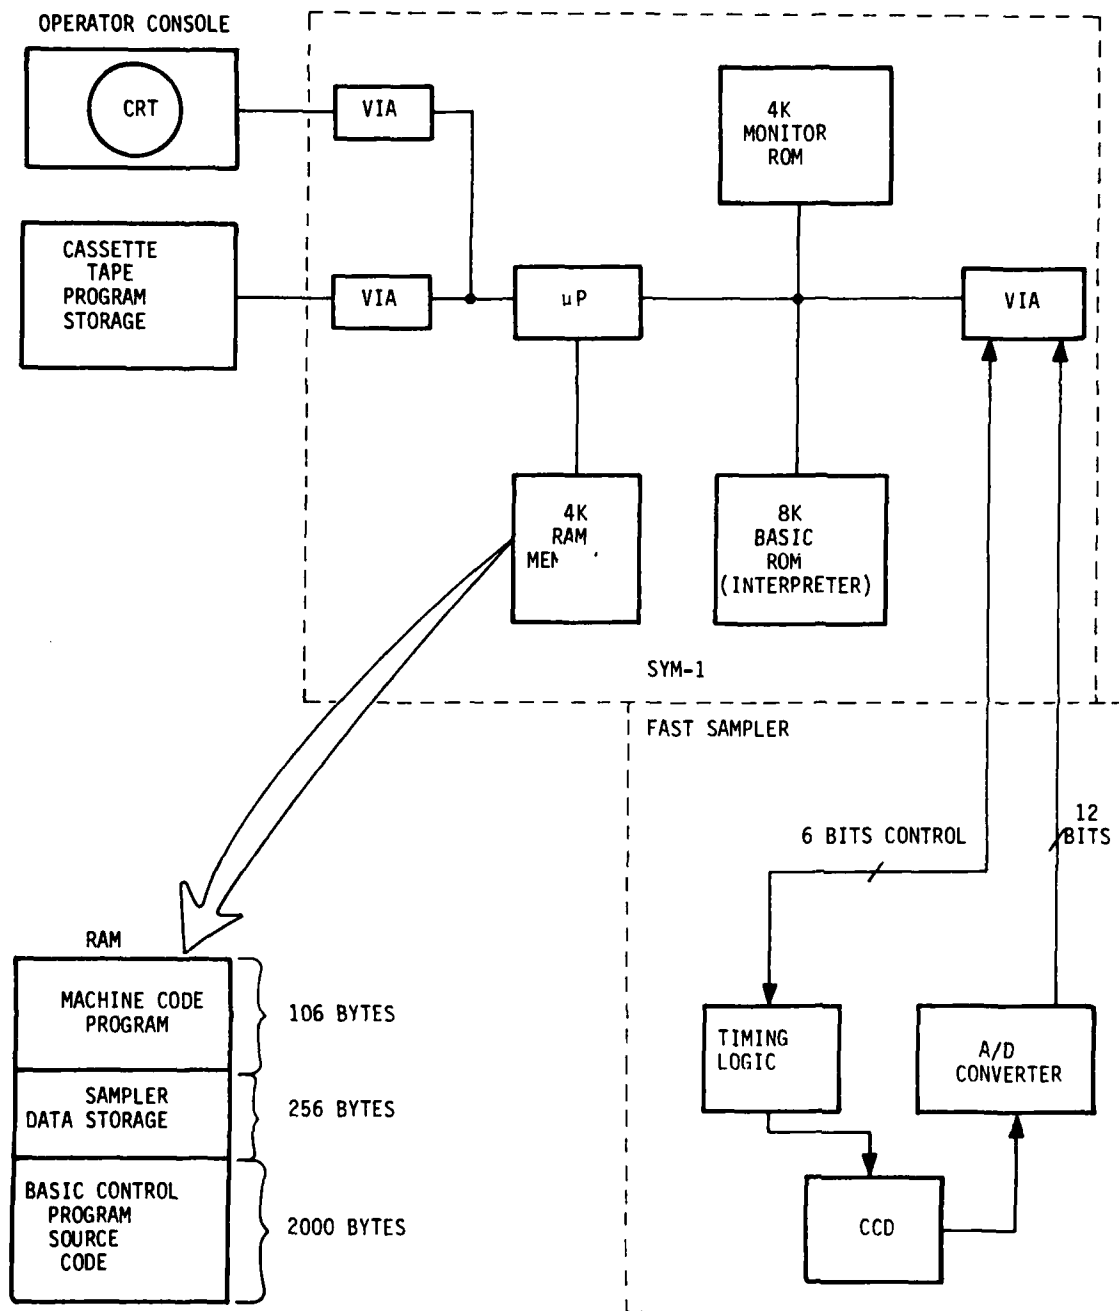 OPERATOR CONSOLE
CRT
VIA
4K
MONITOR
ROM
CASSETTE
TAPE
PROGRAM
STORAGE
VIA
µP
VIA
4K
RAM
8K
BASIC
ROM
(INTERPRETER)
SYM-1
FAST SAMPLER
6 BITS CONTROL
12
BITS
RAM
MACHINE CODE
PROGRAM
106 BYTES
SAMPLER
DATA STORAGE
256 BYTES
BASIC CONTROL
PROGRAM
SOURCE
CODE
2000 BYTES
TIMING
LOGIC
A/D
CONVERTER
CCD